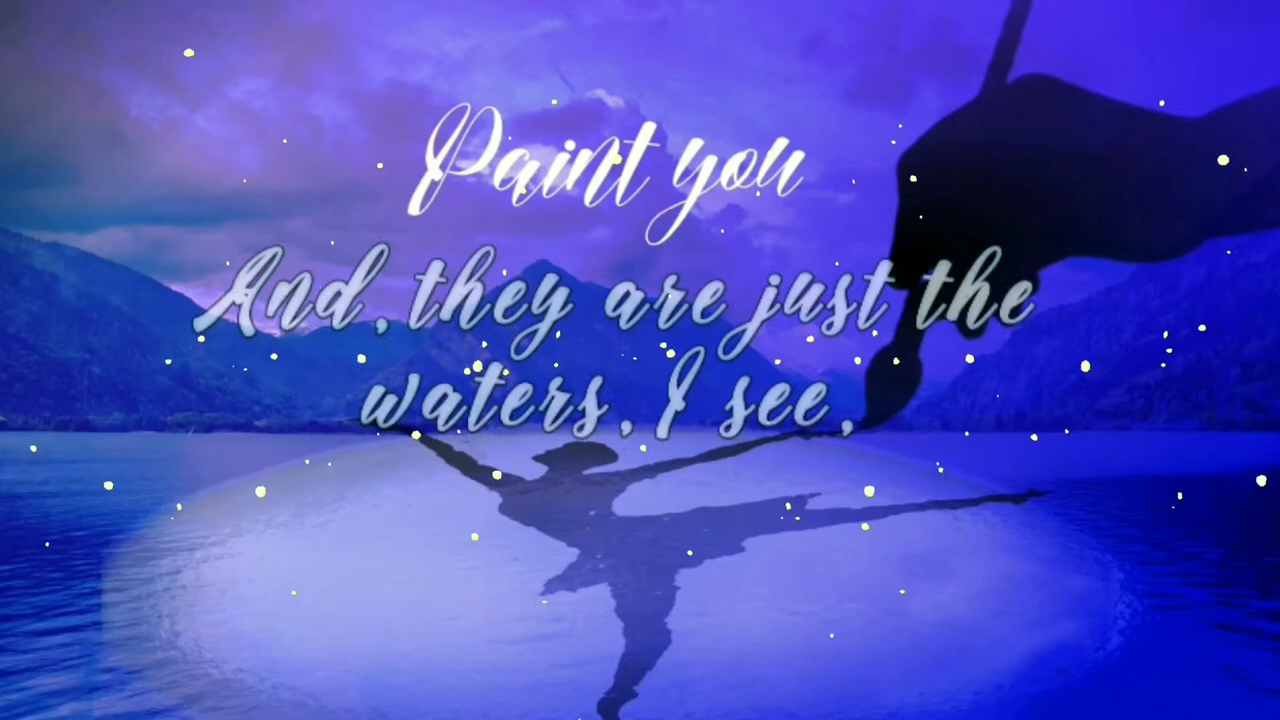 Paint you
And, they are just the
waters, I see,